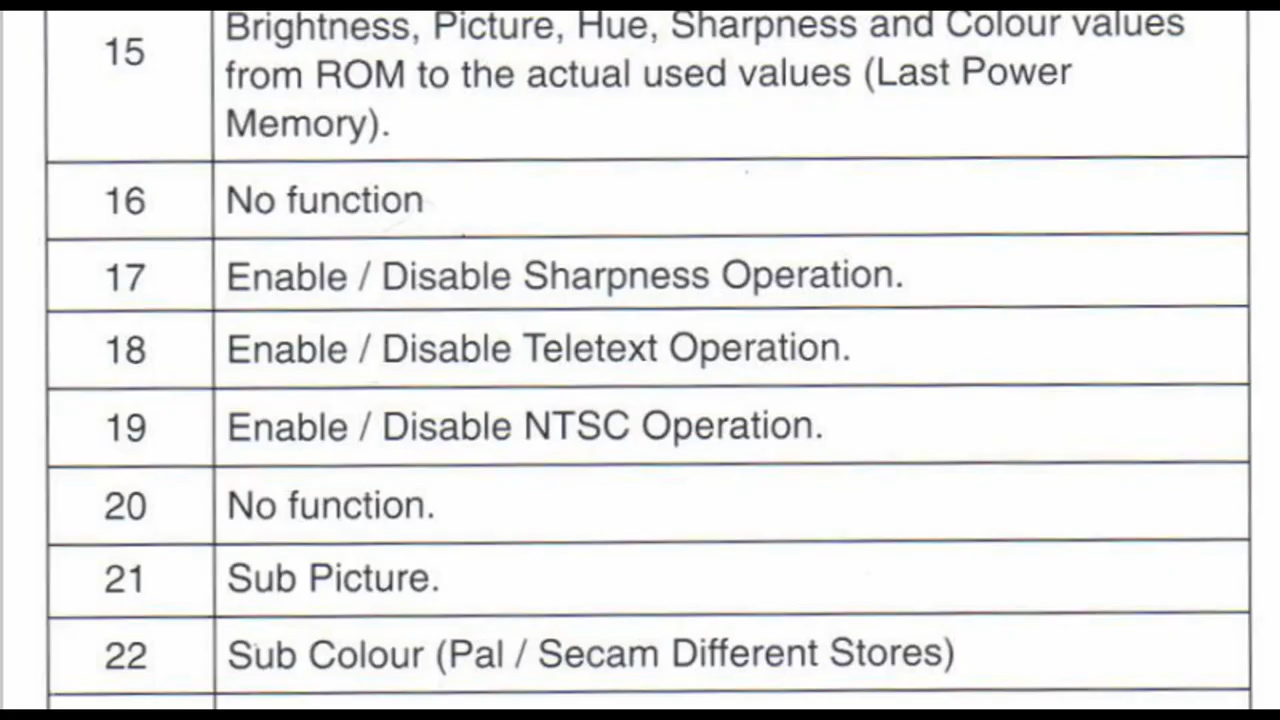 15
Brightness, Picture, Hue, Sharpness and Colour values
from ROM to the actual used values (Last Power
Memory).
16 No function
17 Enable / Disable Sharpness Operation.
18 Enable / Disable Teletext Operation.
19 Enable / Disable NTSC Operation.
20 No function.
21 Sub Picture.
22 Sub Colour (Pal / Secam Different Stores)